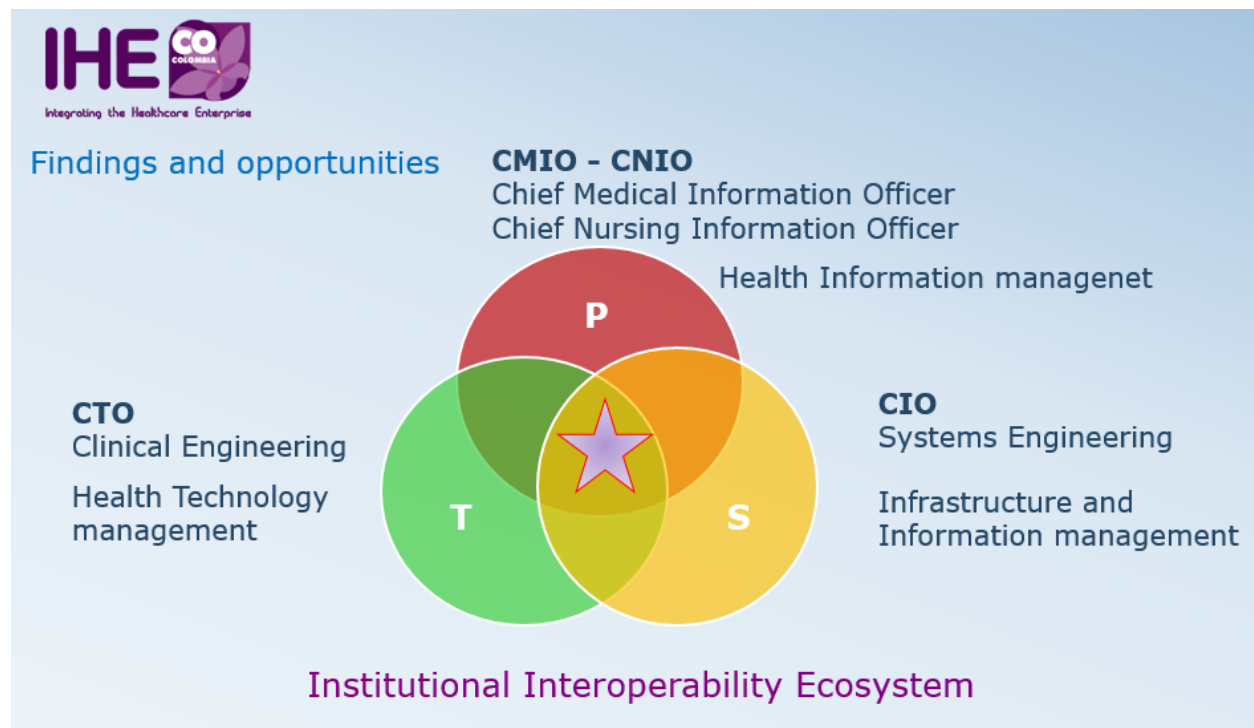 IHE CO
COLOMBIA
Integrating the Healthcare Enterprise
Findings and opportunities
CMIO - CNIO
Chief Medical Information Officer
Chief Nursing Information Officer
Health Information managenet
P
CTO
Clinical Engineering
Health Technology
management
CIO
Systems Engineering
Infrastructure and
Information management
T
S
Institutional Interoperability Ecosystem